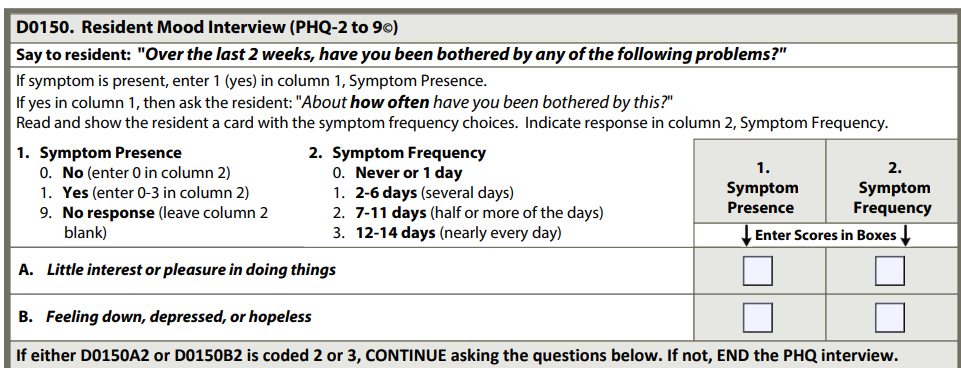 D0150. Resident Mood Interview (PHQ-2 to 9©)
Say to resident: "Over the last 2 weeks, have you been bothered by any of the following problems?"
If symptom is present, enter 1 (yes) in column 1, Symptom Presence.
If yes in column 1, then ask the resident: "About how often have you been bothered by this?"
Read and show the resident a card with the symptom frequency choices. Indicate response in column 2, Symptom Frequency.
1. Symptom Presence
0. No (enter 0 in column 2)
1. Yes (enter 0-3 in column 2)
9. No response (leave column 2
blank)
2. Symptom Frequency
0. Never or 1 day
1. 2-6 days (several days)
2. 7-11 days (half or more of the days)
3. 12-14 days (nearly every day)
1.
Symptom
Presence
2.
Symptom
Frequency
↓ Enter Scores in Boxes ↓
A. Little interest or pleasure in doing things
B. Feeling down, depressed, or hopeless
If either D0150A2 or D0150B2 is coded 2 or 3, CONTINUE asking the questions below. If not, END the PHQ interview.